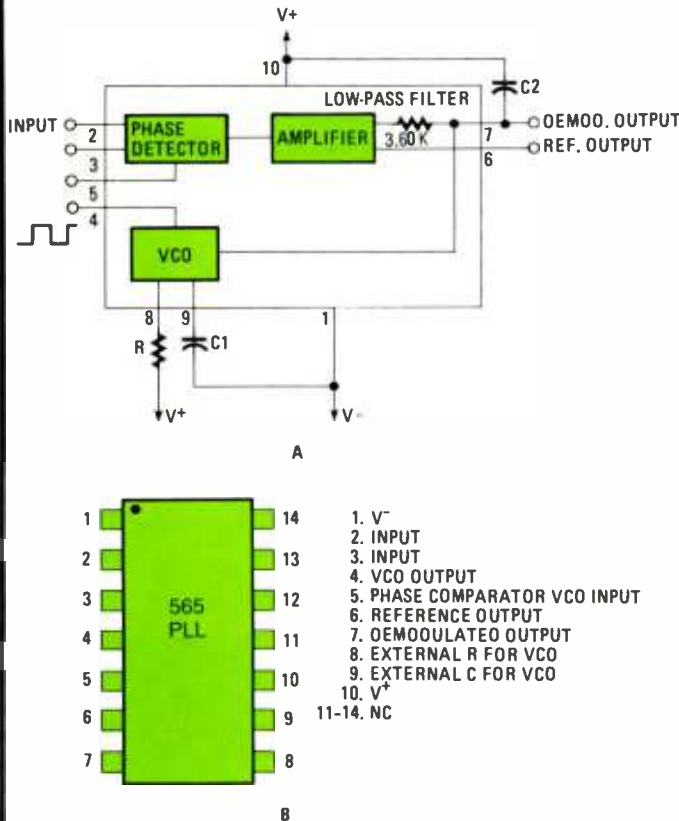 V+
10
C2
LOW-PASS FILTER
INPUT
2
PHASE DETECTOR
AMPLIFIER
3.60 K
7
OEMOO. OUTPUT
6
REF. OUTPUT
3
5
4
VCO
8
9
1
R
C1
V+
V-
A
1
14
2
13
3
12
4
11
5
10
6
9
7
8
565
PLL
1. V-
2. INPUT
3. INPUT
4. VCO OUTPUT
5. PHASE COMPARATOR VCO INPUT
6. REFERENCE OUTPUT
7. OEMOOULATEO OUTPUT
8. EXTERNAL R FOR VCO
9. EXTERNAL C FOR VCO
10. V+
11-14. NC
B